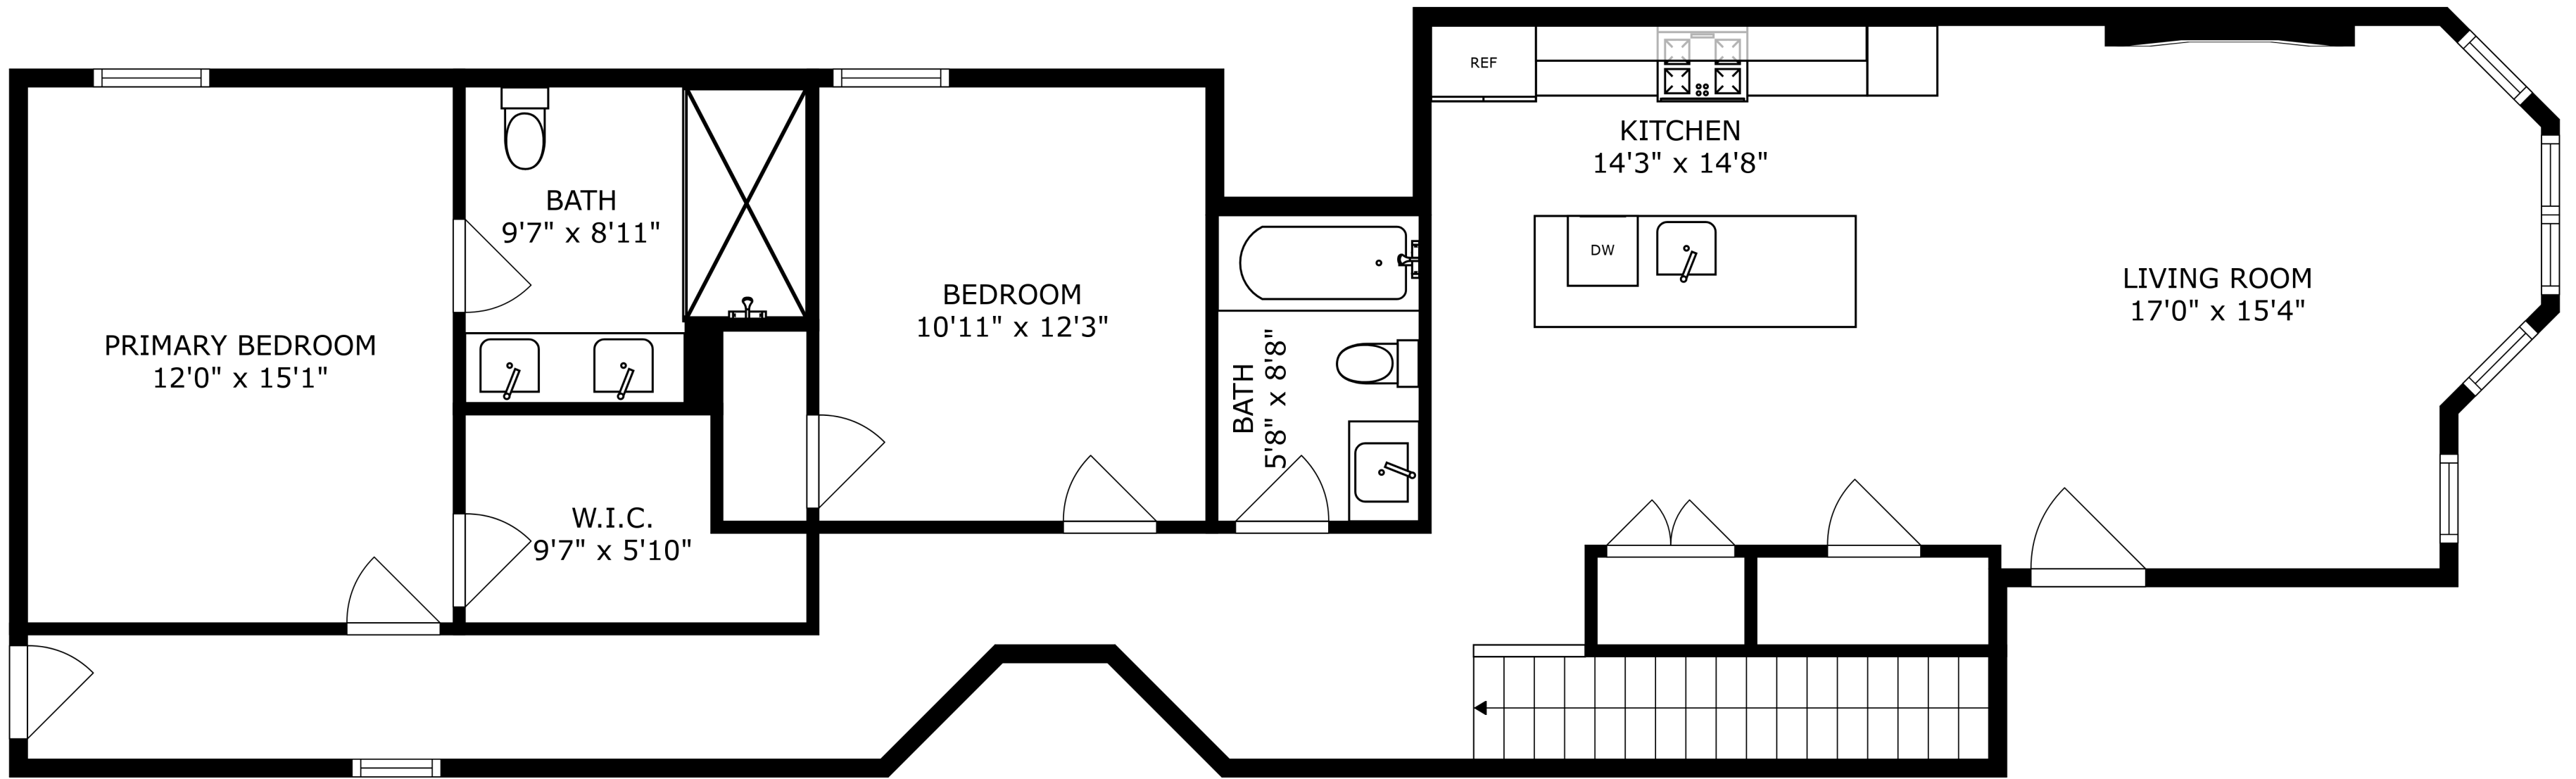 REF
KITCHEN
14'3" x 14'8"
BATH
9'7" x 8'11"
DW
LIVING ROOM
17'0" x 15'4"
BEDROOM
10'11" x 12'3"
PRIMARY BEDROOM
12'0" x 15'1"
BATH
5'8" x 8'8"
W.I.C.
9'7" x 5'10"